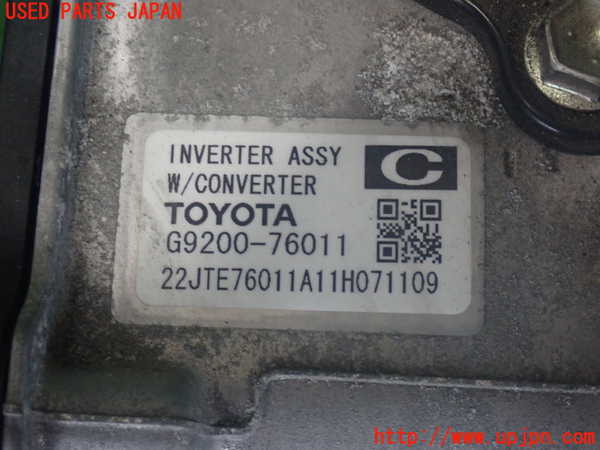 USED PARTS JAPAN
INVERTER ASSY
W/CONVERTER
C
TOYOTA
G9200-76011
22JTE76011A11H071109
http://www.upjpn.com/